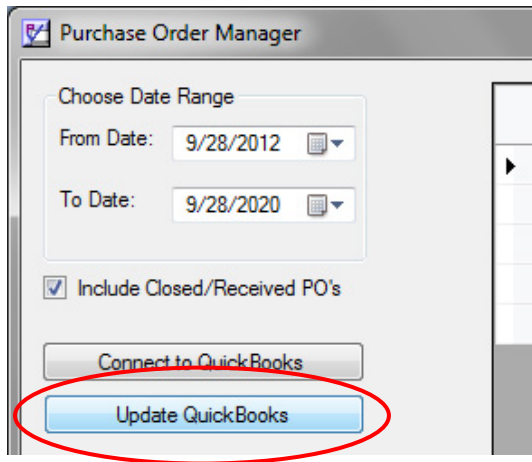 Purchase Order Manager
Choose Date Range
From Date: 9/28/2012
To Date: 9/28/2020
Include Closed/Received PO's
Connect to QuickBooks
Update QuickBooks